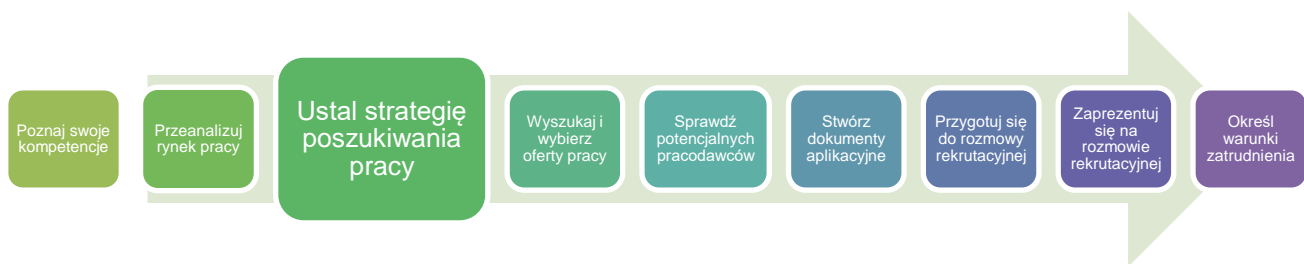 Poznaj swoje
kompetencje
Przeanalizuj
rynek pracy
Ustal strategię
poszukiwania
pracy
Wyszukaj i
wybierz
oferty pracy
Sprawdź
potencjalnych
pracodawców
Stwórz
dokumenty
aplikacyjne
Przygotuj się
do rozmowy
rekrutacyjnej
Zaprezentuj
się na
rozmowie
rekrutacyjnej
Określ
warunki
zatrudnienia